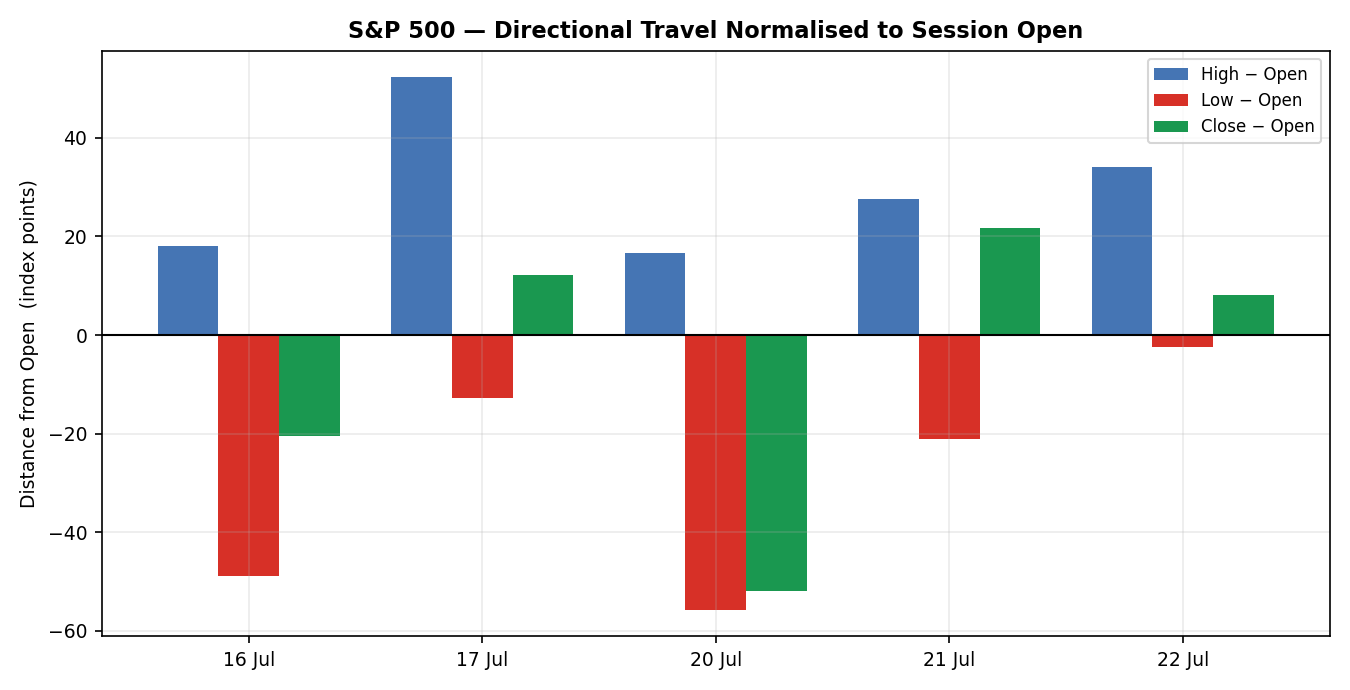 S&P 500 — Directional Travel Normalised to Session Open
High − Open
Low − Open
Close − Open
Distance from Open (index points)
40
20
0
−20
−40
−60
16 Jul
17 Jul
20 Jul
21 Jul
22 Jul